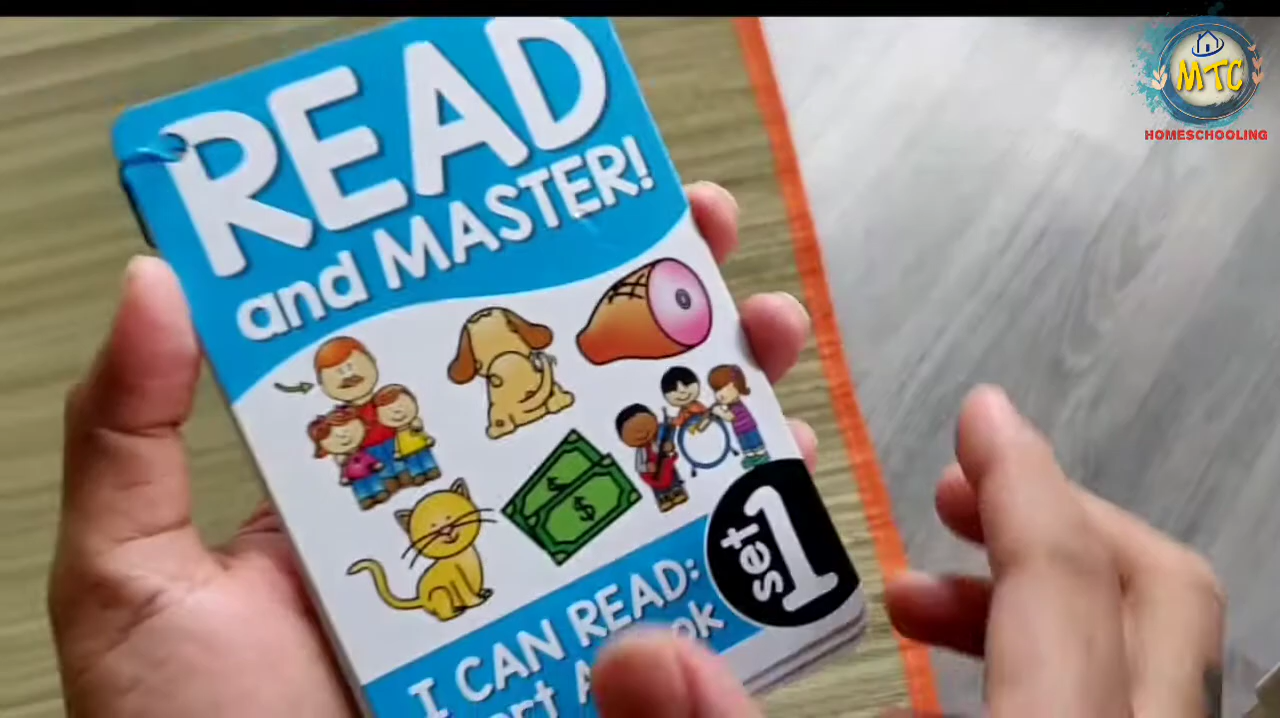 READ
and MASTER!
set
1
I CAN READ:
MTC
HOMESCHOOLING